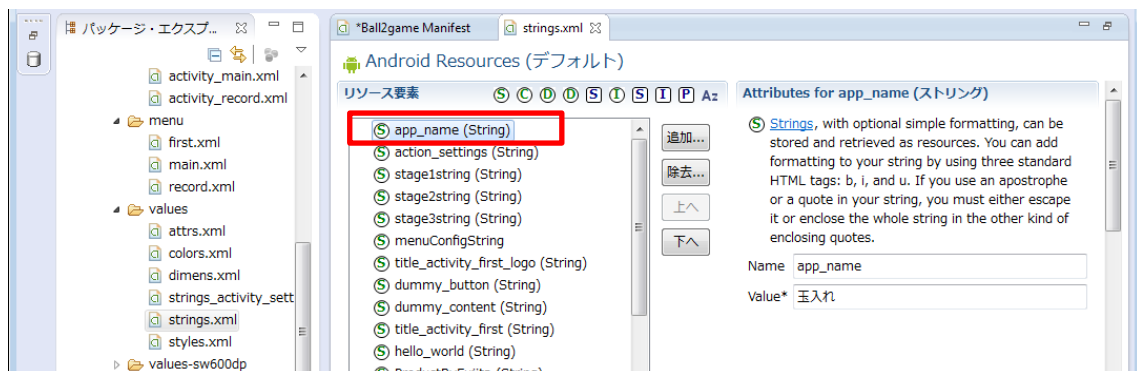 パッケージ・エクスプ...
activity_main.xml
activity_record.xml
menu
first.xml
main.xml
record.xml
values
attrs.xml
colors.xml
dimens.xml
strings_activity_sett
strings.xml
styles.xml
values-sw600dp
*Ball2game Manifest
strings.xml
Android Resources (デフォルト)
リソース要素
S C D D S I S I P Az
S app_name (String)
S action_settings (String)
S stage1string (String)
S stage2string (String)
S stage3string (String)
S menuConfigString
S title_activity_first_logo (String)
S dummy_button (String)
S dummy_content (String)
S title_activity_first (String)
S hello_world (String)
追加...
除去...
上へ
下へ
Attributes for app_name (ストリング)
S Strings, with optional simple formatting, can be
stored and retrieved as resources. You can add
formatting to your string by using three standard
HTML tags: b, i, and u. If you use an apostrophe
or a quote in your string, you must either escape
it or enclose the whole string in the other kind of
enclosing quotes.
Name app_name
Value* 玉入れ